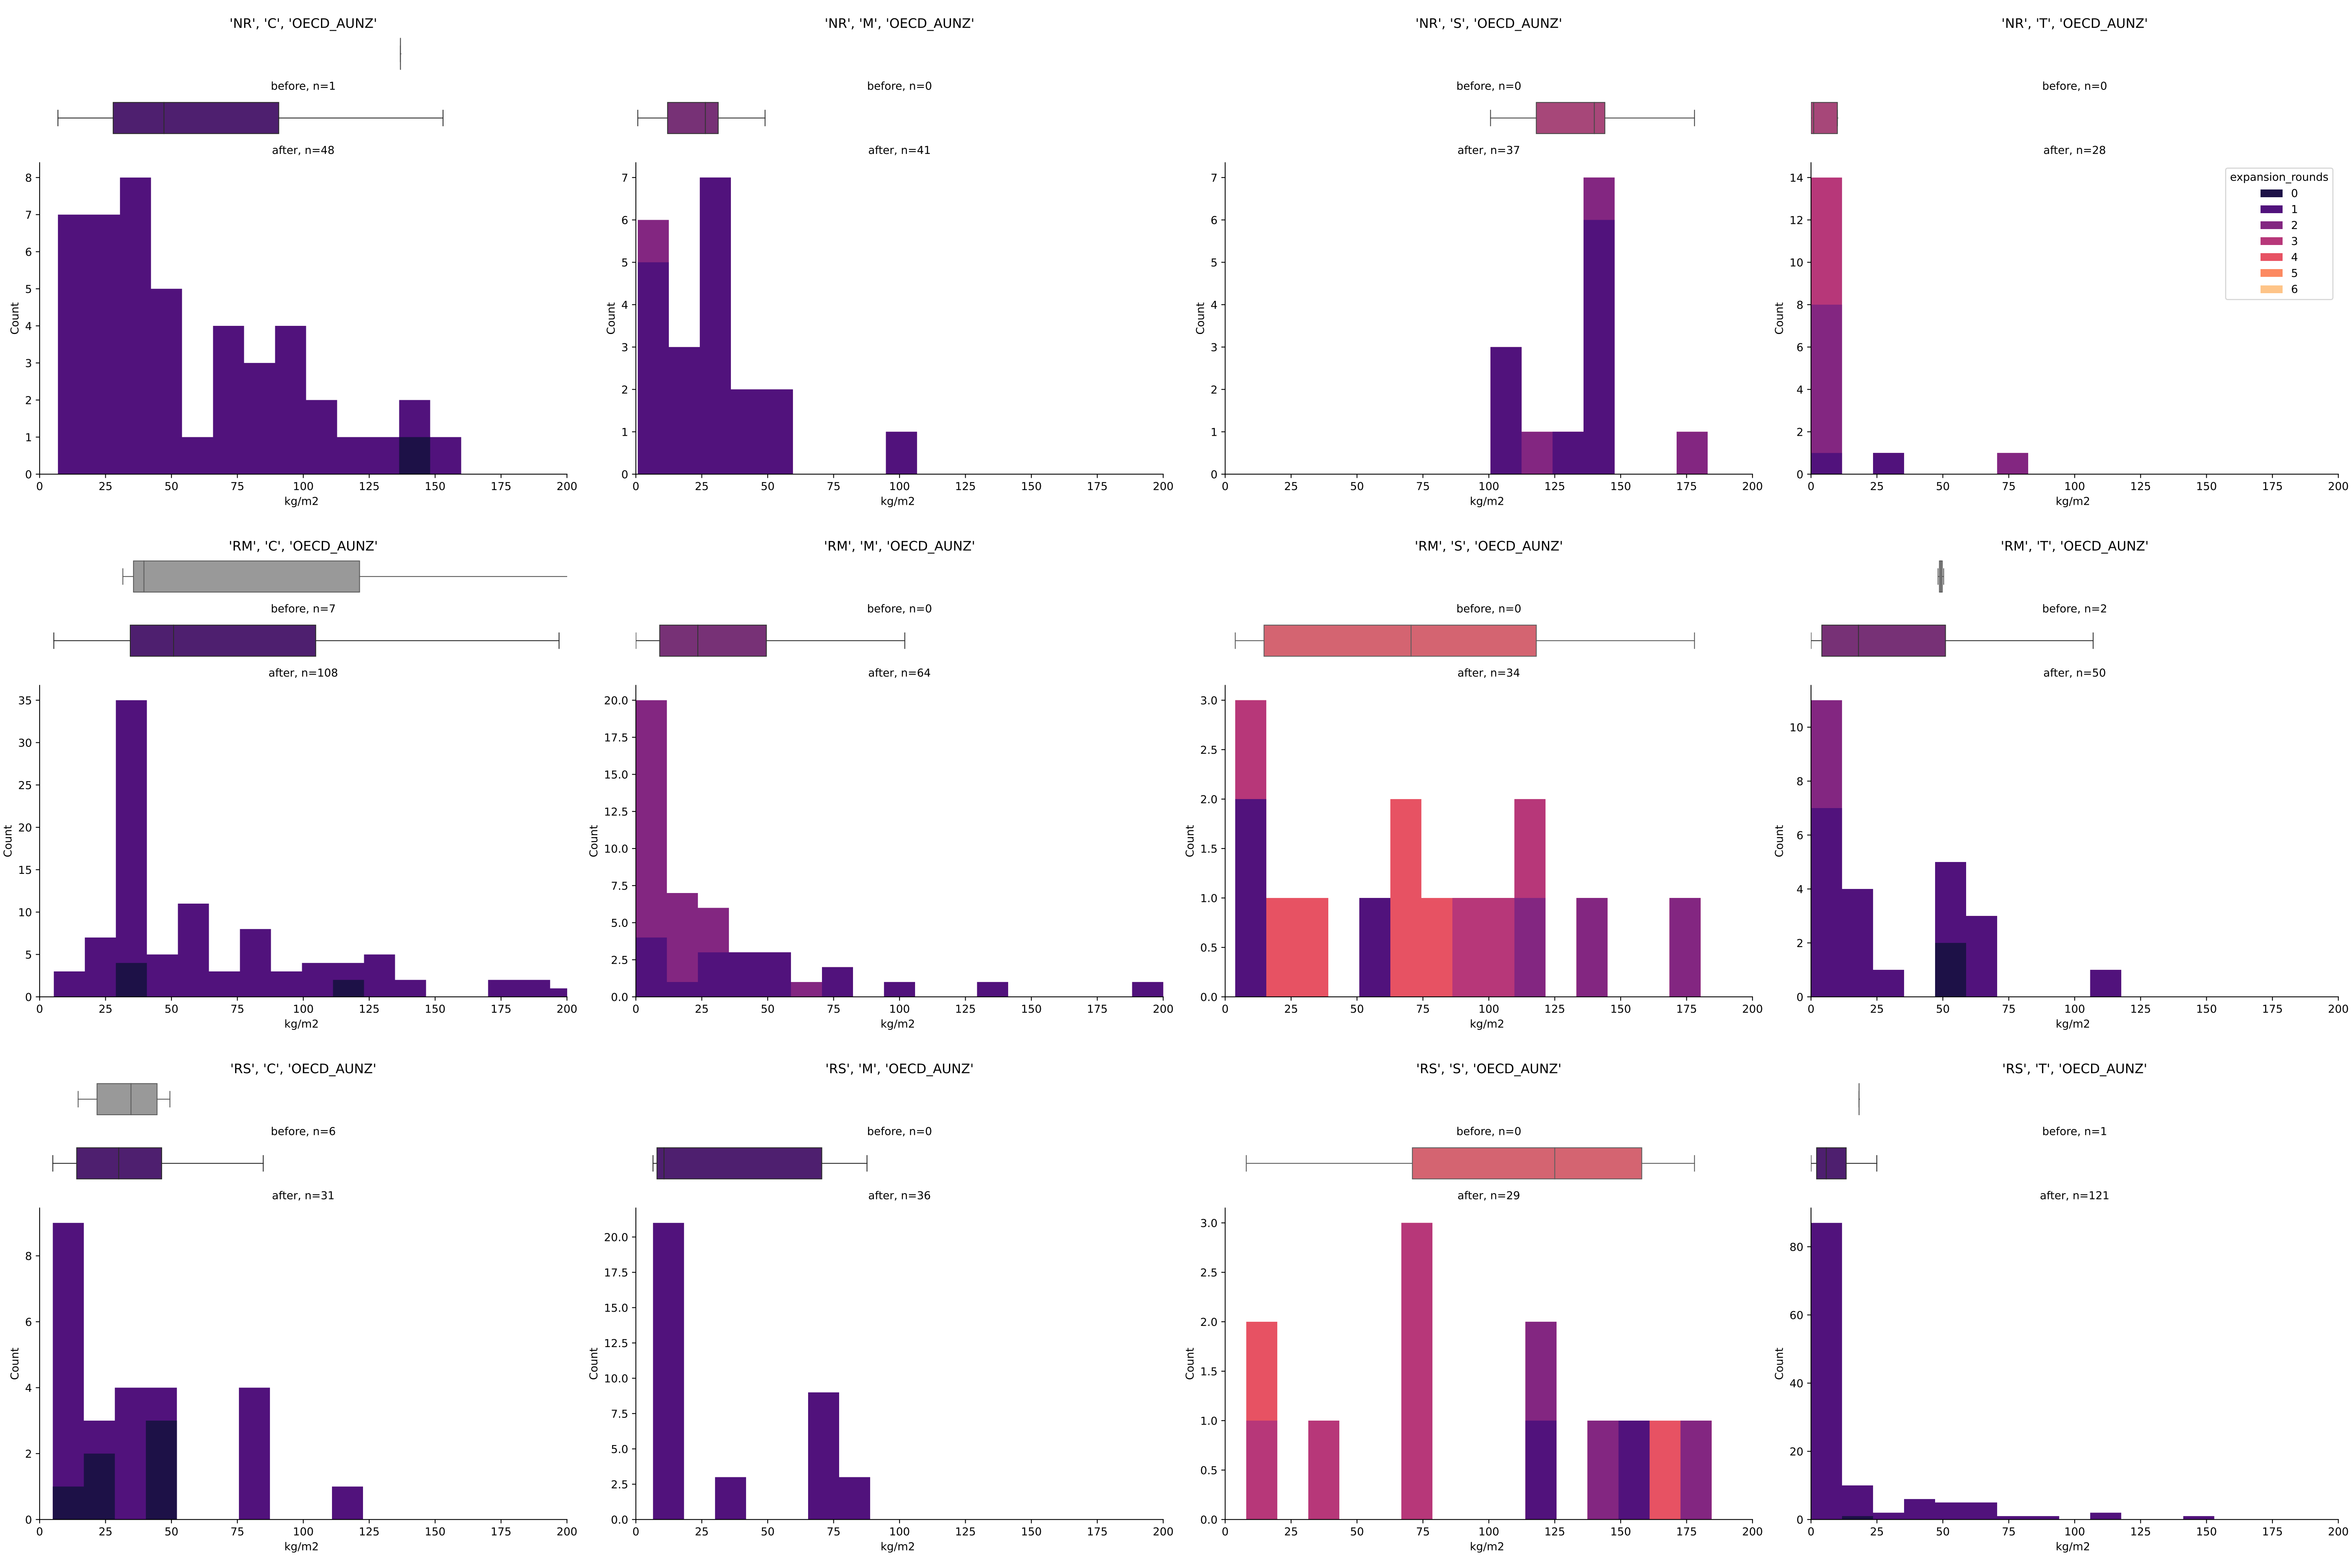 'NR', 'C', 'OECD_AUNZ'
before, n=1
after, n=48
Count
8
7
6
5
4
3
2
1
0
0 25 50 75 100 125 150 175 200
kg/m2
'NR', 'M', 'OECD_AUNZ'
before, n=0
after, n=41
Count
7
6
5
4
3
2
1
0
0 25 50 75 100 125 150 175 200
kg/m2
'NR', 'S', 'OECD_AUNZ'
before, n=0
after, n=37
Count
7
6
5
4
3
2
1
0
0 25 50 75 100 125 150 175 200
kg/m2
'NR', 'T', 'OECD_AUNZ'
before, n=0
after, n=28
expansion_rounds
0
1
2
3
4
5
6
Count
14
12
10
8
6
4
2
0
0 25 50 75 100 125 150 175 200
kg/m2
'RM', 'C', 'OECD_AUNZ'
before, n=7
after, n=108
Count
35
30
25
20
15
10
5
0
0 25 50 75 100 125 150 175 200
kg/m2
'RM', 'M', 'OECD_AUNZ'
before, n=0
after, n=64
Count
20.0
17.5
15.0
12.5
10.0
7.5
5.0
2.5
0.0
0 25 50 75 100 125 150 175 200
kg/m2
'RM', 'S', 'OECD_AUNZ'
before, n=0
after, n=34
Count
3.0
2.5
2.0
1.5
1.0
0.5
0.0
0 25 50 75 100 125 150 175 200
kg/m2
'RM', 'T', 'OECD_AUNZ'
before, n=2
after, n=50
Count
10
8
6
4
2
0
0 25 50 75 100 125 150 175 200
kg/m2
'RS', 'C', 'OECD_AUNZ'
before, n=6
after, n=31
Count
8
6
4
2
0
0 25 50 75 100 125 150 175 200
kg/m2
'RS', 'M', 'OECD_AUNZ'
before, n=0
after, n=36
Count
20.0
17.5
15.0
12.5
10.0
7.5
5.0
2.5
0.0
0 25 50 75 100 125 150 175 200
kg/m2
'RS', 'S', 'OECD_AUNZ'
before, n=0
after, n=29
Count
3.0
2.5
2.0
1.5
1.0
0.5
0.0
0 25 50 75 100 125 150 175 200
kg/m2
'RS', 'T', 'OECD_AUNZ'
before, n=1
after, n=121
Count
80
60
40
20
0
0 25 50 75 100 125 150 175 200
kg/m2